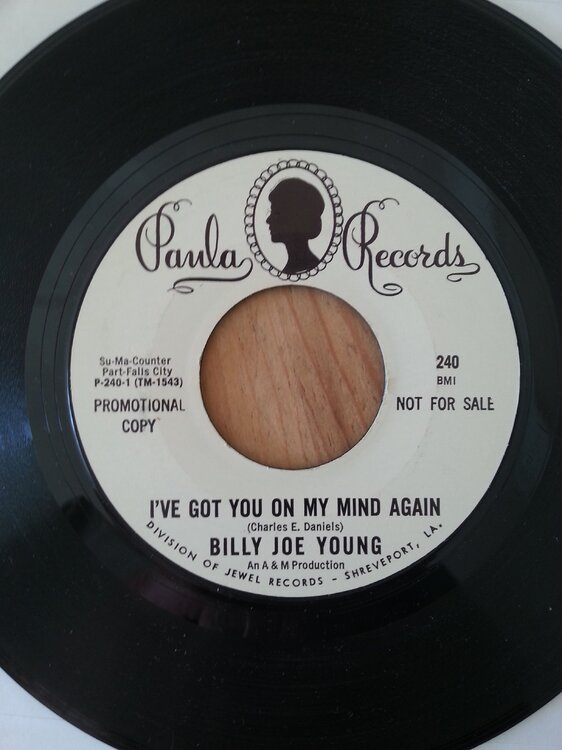 Paula Records
Su-Ma-Counter
Part-Falls City
P-240-1 (TM-1543)
PROMOTIONAL
COPY
240
BMI
NOT FOR SALE
I'VE GOT YOU ON MY MIND AGAIN
(Charles E. Daniels)
BILLY JOE YOUNG
An A & M Production
DIVISION OF JEWEL RECORDS - SHREVEPORT, LA.